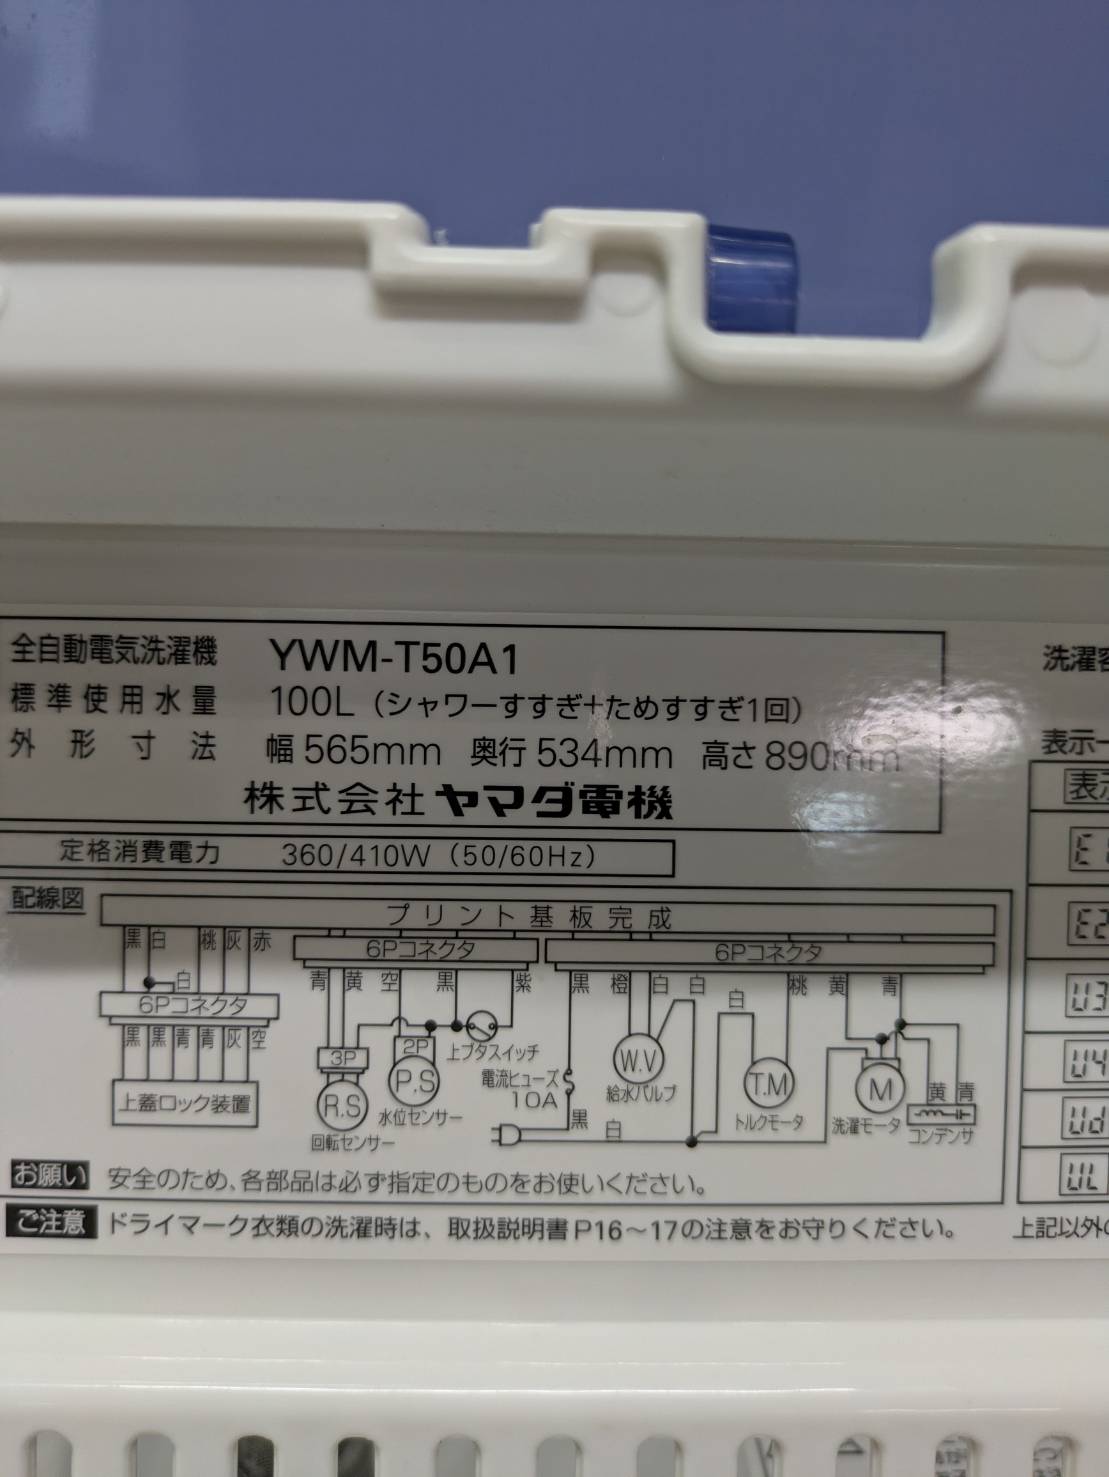 全自動電気洗濯機 YWM-T50A1
標準使用水量 100L（シャワーすすぎ+ためすすぎ1回）
外形寸法 幅565mm 奥行534mm 高さ890mm
株式会社ヤマダ電機
定格消費電力 360/410W（50/60Hz）
配線図
プリント基板完成
黒 白 桃 灰 赤
6Pコネクタ 6Pコネクタ
青 黄 空 黒 紫 黒 橙 白 白 白 桃 黄 青
白
6Pコネクタ
黒 黒 青 青 灰 空
上蓋ロック装置
3P
R.S
回転センサー
2P
P.S
水位センサー
上ブタスイッチ
電流ヒューズ
10A
黒
白
W.V
給水バルブ
T.M
トルクモータ
M
洗濯モータ
黄 青
コンデンサ
お願い 安全のため、各部品は必ず指定のものをお使いください。
ご注意 ドライマーク衣類の洗濯時は、取扱説明書P16～17の注意をお守りください。
洗濯容
表示一
表示
E1
E2
U3
U4
Ud
UL
上記以外の